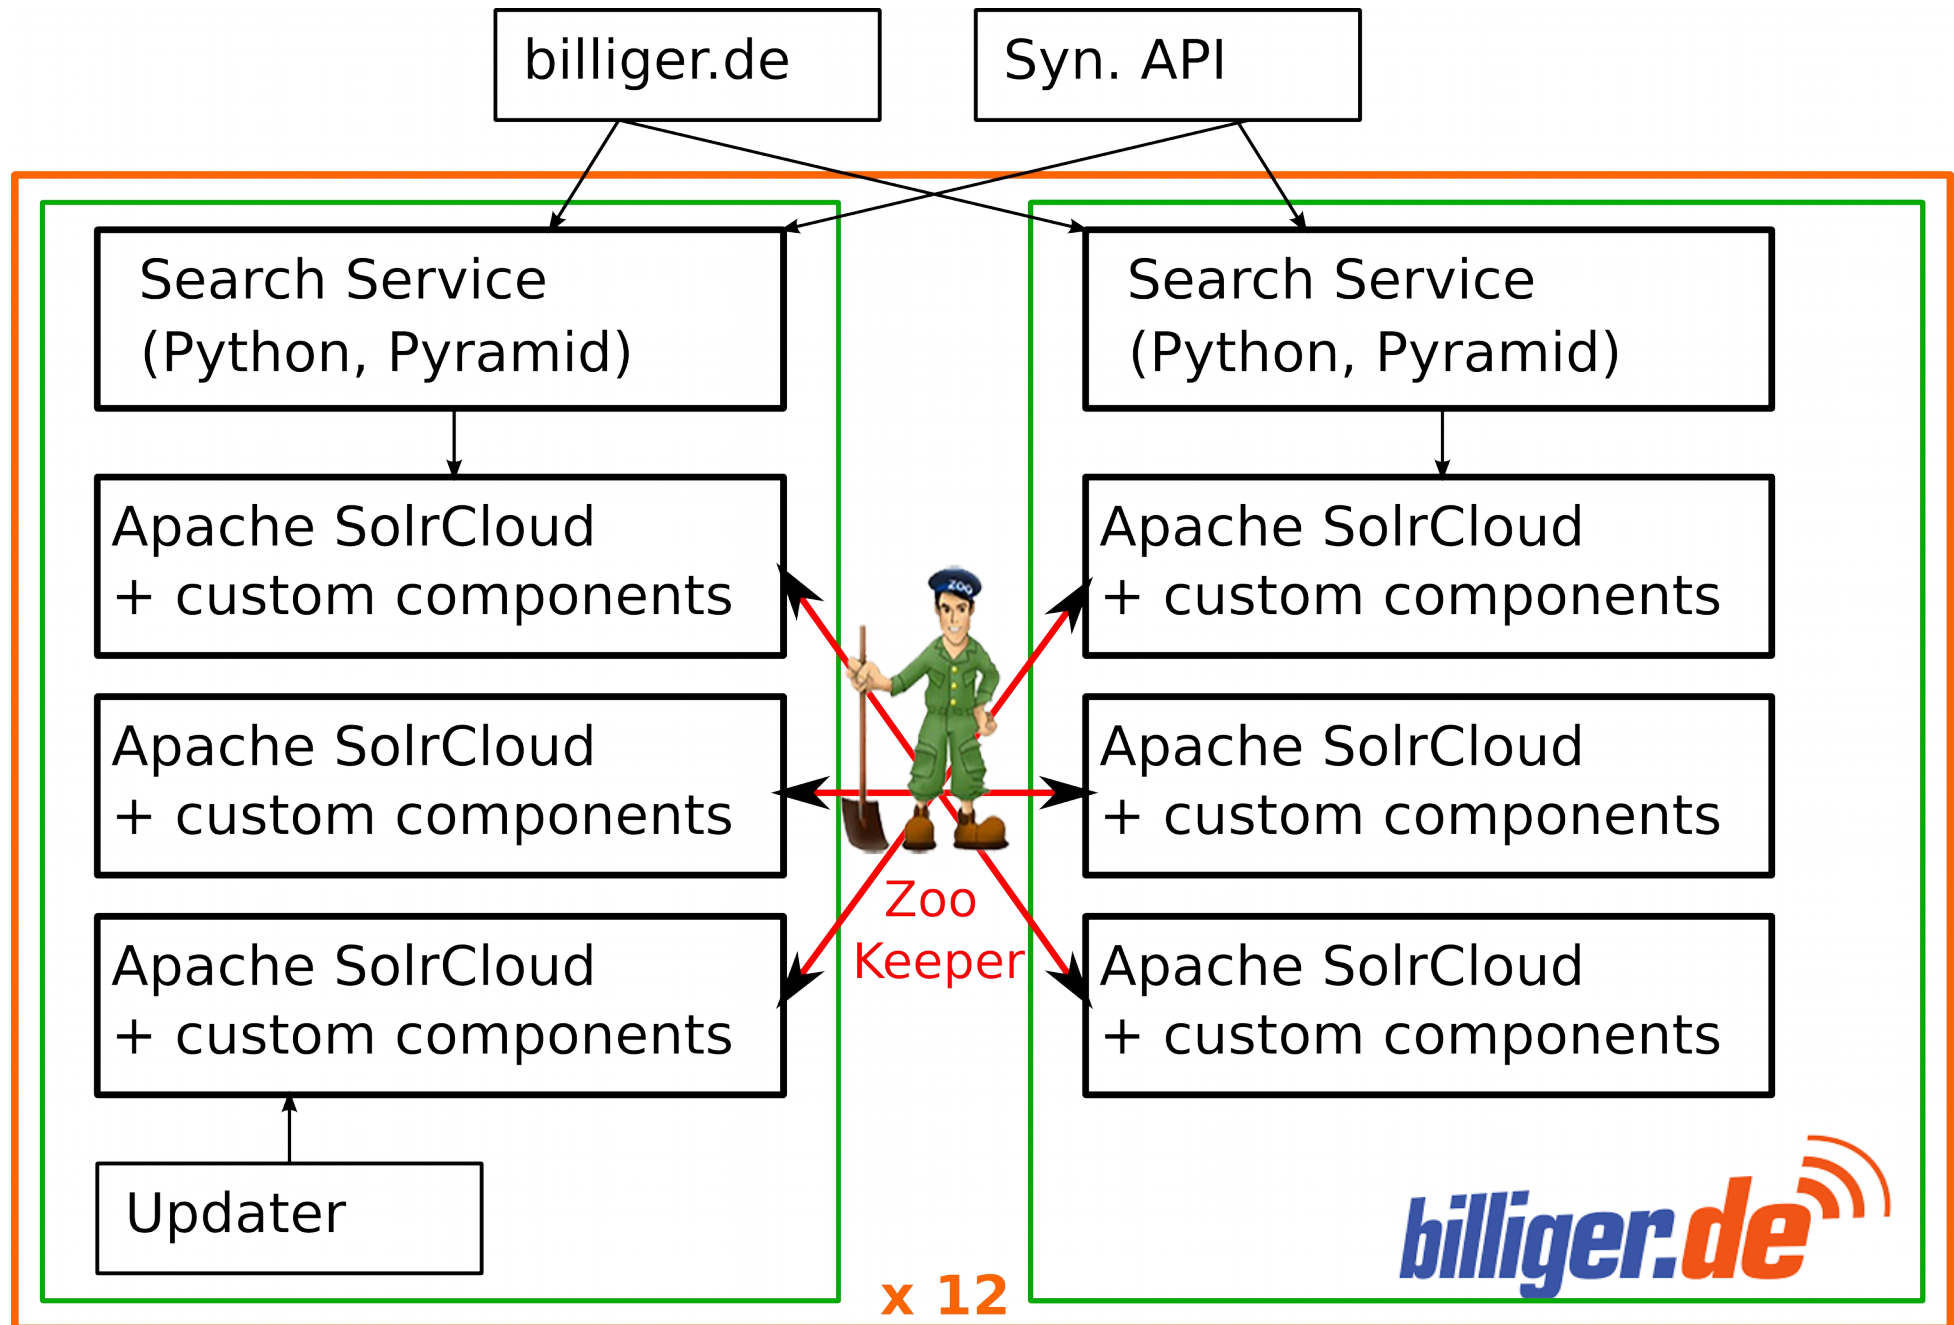 billiger.de
Syn. API
Search Service
(Python, Pyramid)
Search Service
(Python, Pyramid)
Apache SolrCloud
+ custom components
Apache SolrCloud
+ custom components
ZOO
Apache SolrCloud
+ custom components
Apache SolrCloud
+ custom components
Zoo
Keeper
Apache SolrCloud
+ custom components
Apache SolrCloud
+ custom components
Updater
billiger.de
x 12